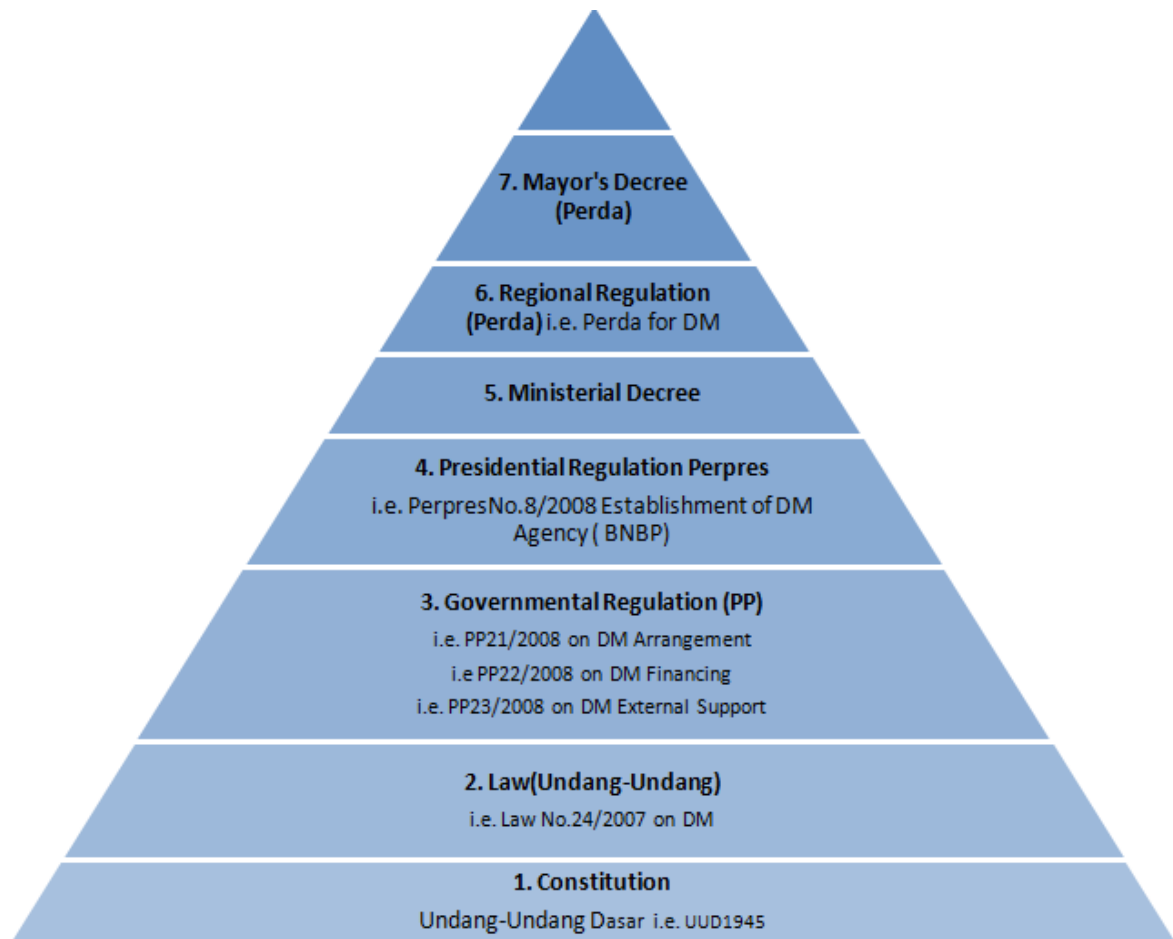 7. Mayor's Decree
(Perda)
6. Regional Regulation
(Perda) i.e. Perda for DM
5. Ministerial Decree
4. Presidential Regulation Perpres
i.e. PerpresNo.8/2008 Establishment of DM
Agency ( BNBP)
3. Governmental Regulation (PP)
i.e. PP21/2008 on DM Arrangement
i.e PP22/2008 on DM Financing
i.e. PP23/2008 on DM External Support
2. Law(Undang-Undang)
i.e. Law No.24/2007 on DM
1. Constitution
Undang-Undang Dasar i.e. UUD1945